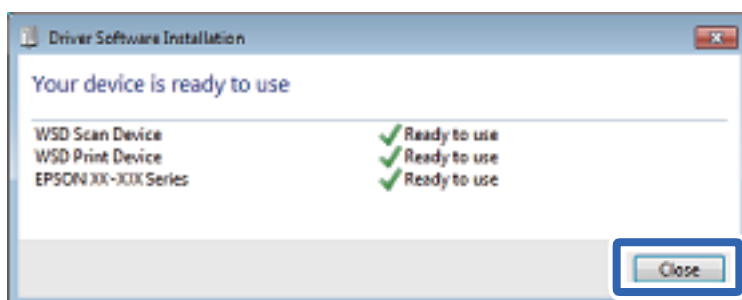 Driver Software Installation
Your device is ready to use
WSD Scan Device Ready to use
WSD Print Device Ready to use
EPSON XX-XXX Series Ready to use
Close